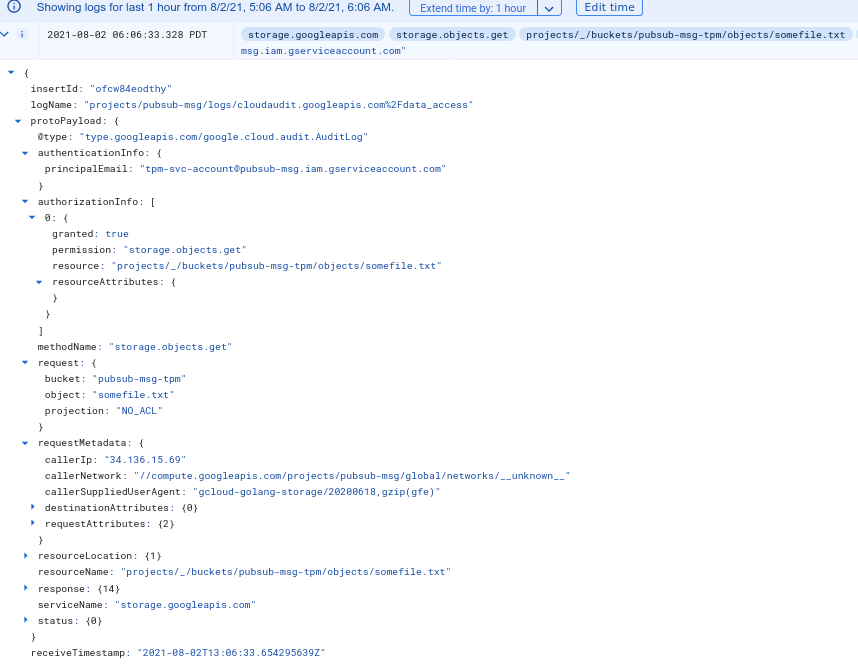 Showing logs for last 1 hour from 8/2/21, 5:06 AM to 8/2/21, 6:06 AM. Extend time by: 1 hour Edit time
2021-08-02 06:06:33.328 PDT storage.googleapis.com storage.objects.get projects/_/buckets/pubsub-msg-tpm/objects/somefile.txt
msg.iam.gserviceaccount.com"
{
insertId: "ofcw84eodthy"
logName: "projects/pubsub-msg/logs/cloudaudit.googleapis.com%2Fdata_access"
protoPayload: {
@type: "type.googleapis.com/google.cloud.audit.AuditLog"
authenticationInfo: {
principalEmail: "tpm-svc-account@pubsub-msg.iam.gserviceaccount.com"
}
authorizationInfo: [
0: {
granted: true
permission: "storage.objects.get"
resource: "projects/_/buckets/pubsub-msg-tpm/objects/somefile.txt"
resourceAttributes: {
}
}
]
methodName: "storage.objects.get"
request: {
bucket: "pubsub-msg-tpm"
object: "somefile.txt"
projection: "NO_ACL"
}
requestMetadata: {
callerIp: "34.136.15.69"
callerNetwork: "//compute.googleapis.com/projects/pubsub-msg/global/networks/__unknown__"
callerSuppliedUserAgent: "gcloud-golang-storage/20200618,gzip(gfe)"
destinationAttributes: {0}
requestAttributes: {2}
}
resourceLocation: {1}
resourceName: "projects/_/buckets/pubsub-msg-tpm/objects/somefile.txt"
response: {14}
serviceName: "storage.googleapis.com"
status: {0}
}
receiveTimestamp: "2021-08-02T13:06:33.654295639Z"